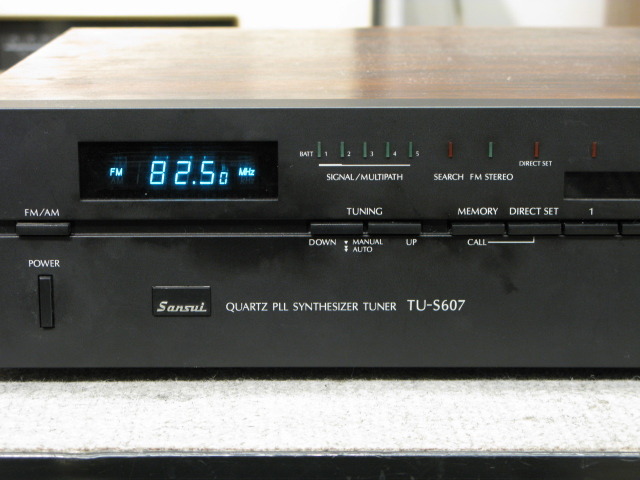 FM 82.50 MHz
BATT 1 2 3 4 5
SIGNAL/MULTIPATH
SEARCH FM STEREO
DIRECT SET
FM/AM
TUNING
DOWN MANUAL UP
AUTO
MEMORY DIRECT SET 1
CALL
POWER
Sansui QUARTZ PLL SYNTHESIZER TUNER TU-S607